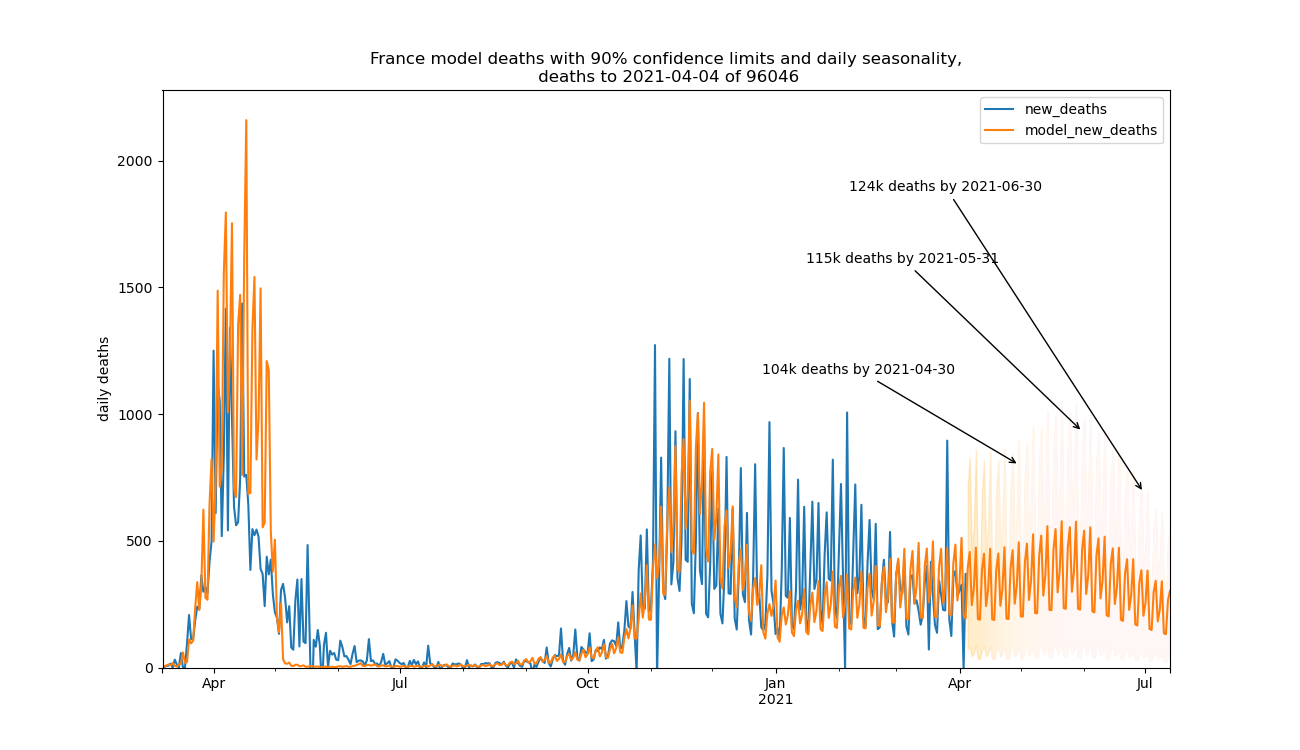 France model deaths with 90% confidence limits and daily seasonality,
deaths to 2021-04-04 of 96046
new_deaths
model_new_deaths
124k deaths by 2021-06-30
115k deaths by 2021-05-31
104k deaths by 2021-04-30
daily deaths
2000
1500
1000
500
0
Apr
Jul
Oct
Jan
2021
Apr
Jul